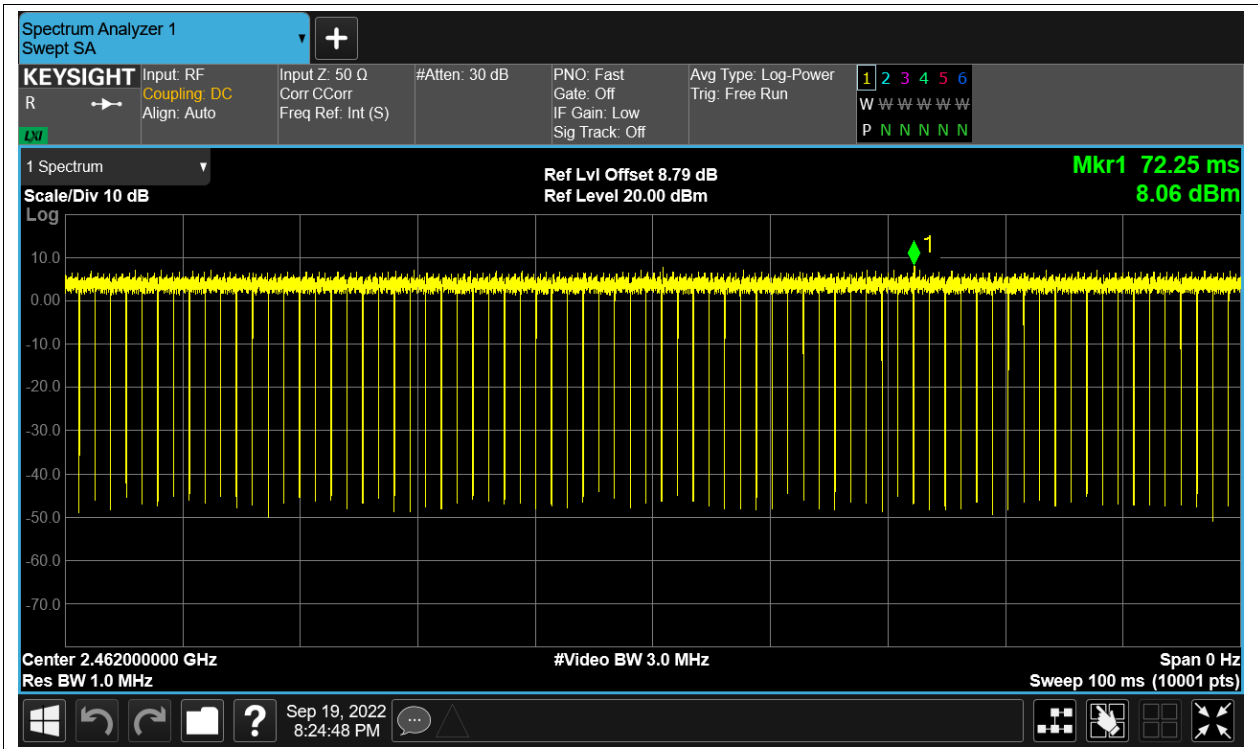 Spectrum Analyzer 1
Swept SA
KEYSIGHT
R
LXI
Input: RF
Coupling: DC
Align: Auto
Input Z: 50 Ω
Corr CCorr
Freq Ref: Int (S)
#Atten: 30 dB
PNO: Fast
Gate: Off
IF Gain: Low
Sig Track: Off
Avg Type: Log-Power
Trig: Free Run
1 2 3 4 5 6
W W W W W W
P N N N N N
1 Spectrum
Scale/Div 10 dB
Log
Ref Lvl Offset 8.79 dB
Ref Level 20.00 dBm
Mkr1 72.25 ms
8.06 dBm
1
10.0
0.00
-10.0
-20.0
-30.0
-40.0
-50.0
-60.0
-70.0
Center 2.462000000 GHz
Res BW 1.0 MHz
#Video BW 3.0 MHz
Span 0 Hz
Sweep 100 ms (10001 pts)
?
Sep 19, 2022
8:24:48 PM